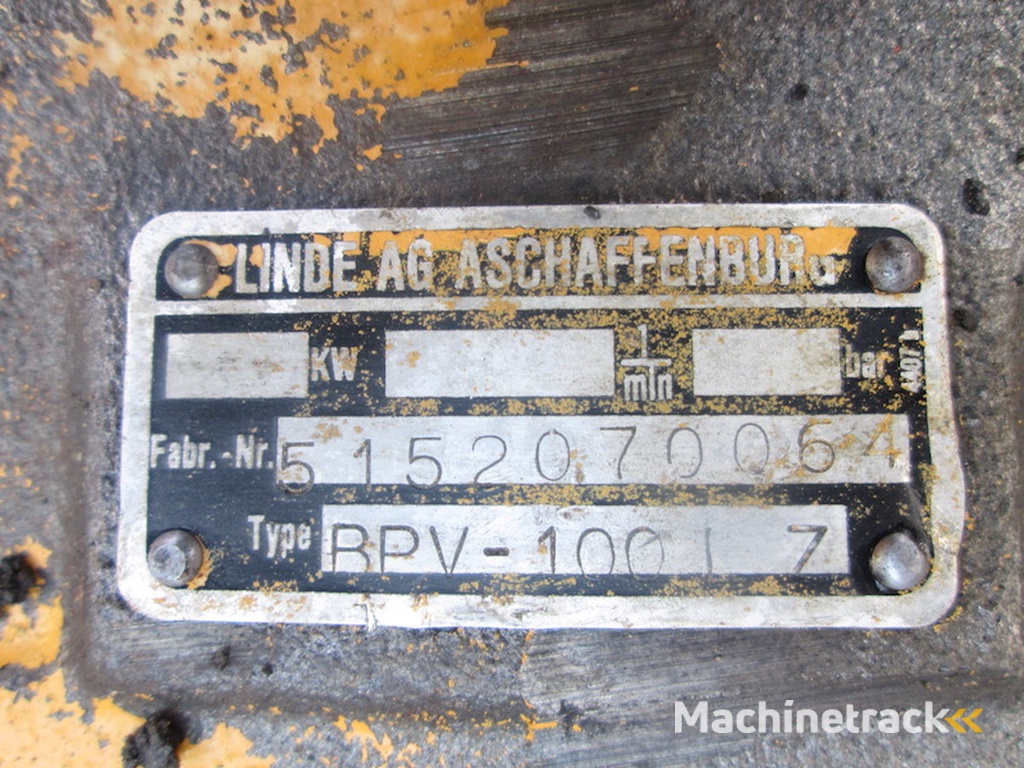 LINDE AG ASCHAFFENBURG
KW 1/min bar
Fabr.-Nr. 5152070064
Type BPV-100 L 7
Machinetrack